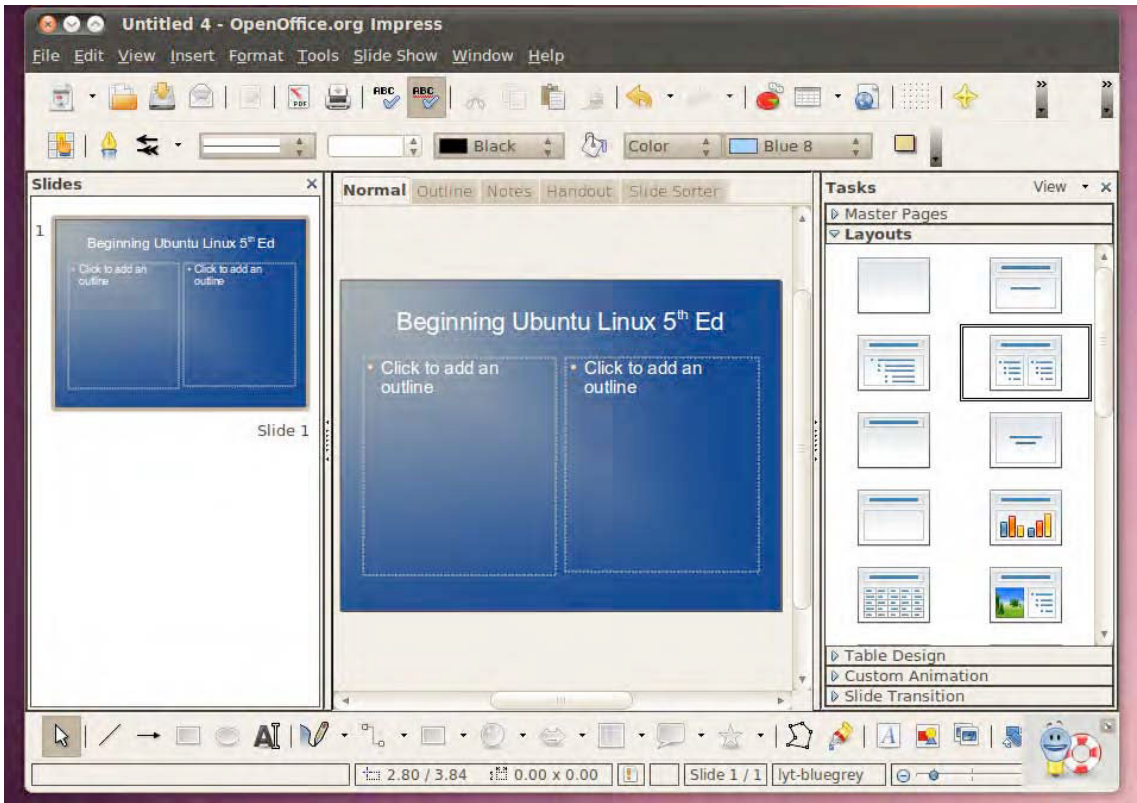 Untitled 4 - OpenOffice.org Impress
File Edit View Insert Format Tools Slide Show Window Help
PDF ABC ABC
Black Color Blue 8
Slides
1
Beginning Ubuntu Linux 5th Ed
• Click to add an outline
• Click to add an outline
Slide 1
Normal Outline Notes Handout Slide Sorter
Beginning Ubuntu Linux 5th Ed
• Click to add an
outline
• Click to add an
outline
Tasks View
Master Pages
Layouts
Table Design
Custom Animation
Slide Transition
2.80 / 3.84 0.00 x 0.00 Slide 1 / 1 lyt-bluegrey